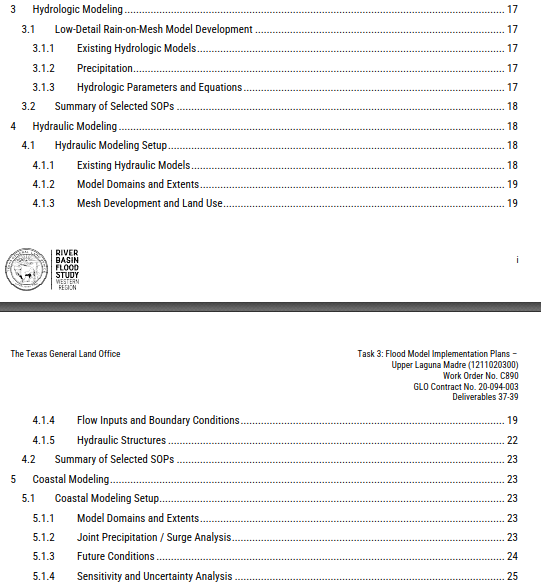 3 Hydrologic Modeling 17
3.1 Low-Detail Rain-on-Mesh Model Development 17
3.1.1 Existing Hydrologic Models 17
3.1.2 Precipitation 17
3.1.3 Hydrologic Parameters and Equations 17
3.2 Summary of Selected SOPs 18
4 Hydraulic Modeling 18
4.1 Hydraulic Modeling Setup 18
4.1.1 Existing Hydraulic Models 18
4.1.2 Model Domains and Extents 19
4.1.3 Mesh Development and Land Use 19
RIVER
BASIN
FLOOD
STUDY
WESTERN
REGION
i
The Texas General Land Office
Task 3: Flood Model Implementation Plans –
Upper Laguna Madre (1211020300)
Work Order No. C890
GLO Contract No. 20-094-003
Deliverables 37-39
4.1.4 Flow Inputs and Boundary Conditions 19
4.1.5 Hydraulic Structures 22
4.2 Summary of Selected SOPs 23
5 Coastal Modeling 23
5.1 Coastal Modeling Setup 23
5.1.1 Model Domains and Extents 23
5.1.2 Joint Precipitation / Surge Analysis 23
5.1.3 Future Conditions 24
5.1.4 Sensitivity and Uncertainty Analysis 25